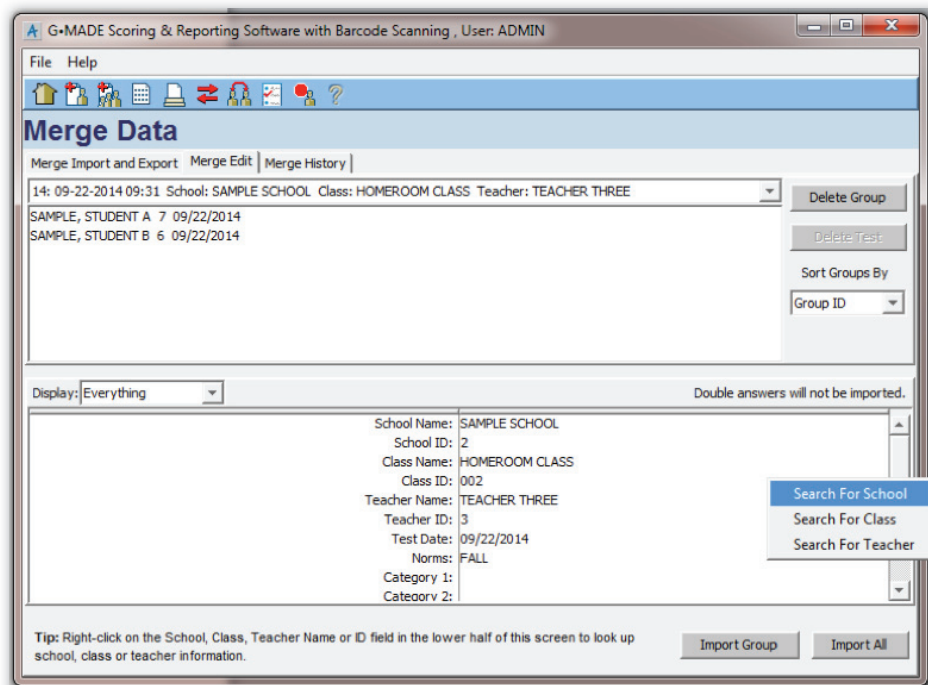 G•MADE Scoring & Reporting Software with Barcode Scanning , User: ADMIN
File Help
Merge Data
Merge Import and Export Merge Edit Merge History
14: 09-22-2014 09:31 School: SAMPLE SCHOOL Class: HOMEROOM CLASS Teacher: TEACHER THREE
Delete Group
SAMPLE, STUDENT A 7 09/22/2014
SAMPLE, STUDENT B 6 09/22/2014
Delete Test
Sort Groups By
Group ID
Display: Everything
Double answers will not be imported.
School Name: SAMPLE SCHOOL
School ID: 2
Class Name: HOMEROOM CLASS
Class ID: 002
Teacher Name: TEACHER THREE
Teacher ID: 3
Test Date: 09/22/2014
Norms: FALL
Category 1:
Category 2:
Search For School
Search For Class
Search For Teacher
Tip: Right-click on the School, Class, Teacher Name or ID field in the lower half of this screen to look up
school, class or teacher information.
Import Group
Import All